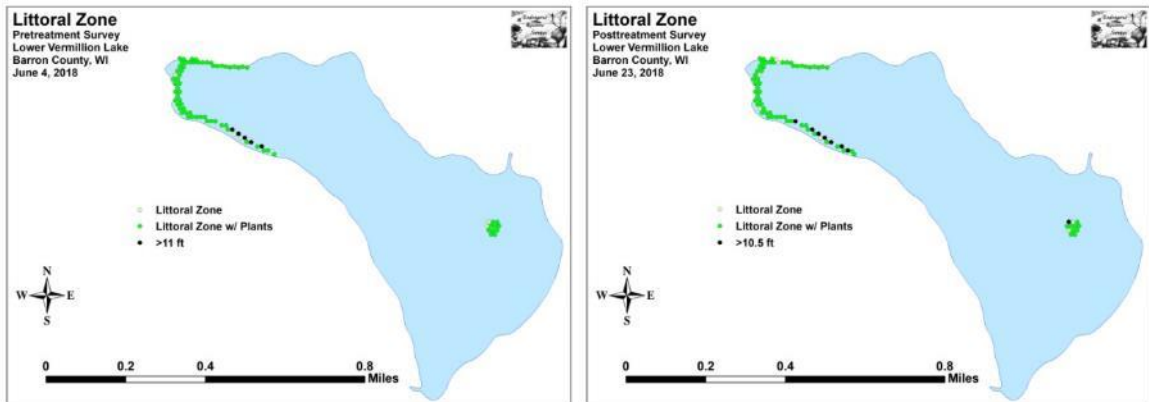 Littoral Zone
Pretreatment Survey
Lower Vermillion Lake
Barron County, WI
June 4, 2018
Littoral Zone
Littoral Zone w/ Plants
>11 ft
N
W E
S
0 0.2 0.4 0.8
Miles
Littoral Zone
Posttreatment Survey
Lower Vermillion Lake
Barron County, WI
June 23, 2018
Littoral Zone
Littoral Zone w/ Plants
>10.5 ft
N
W E
S
0 0.2 0.4 0.8
Miles